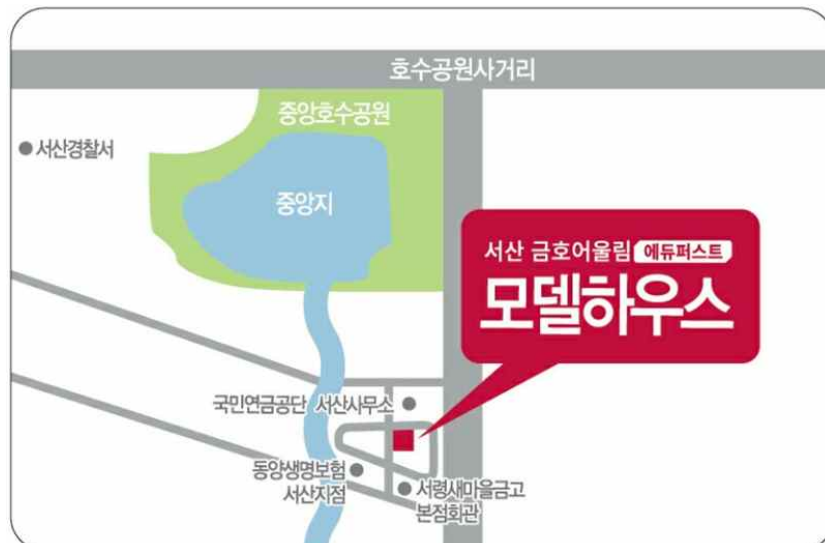 호수공원사거리
중앙호수공원
서산경찰서
중앙지
서산 금호어울림 에듀퍼스트
모델하우스
국민연금공단 서산사무소
동양생명보험
서산지점
서령새마을금고
본점회관